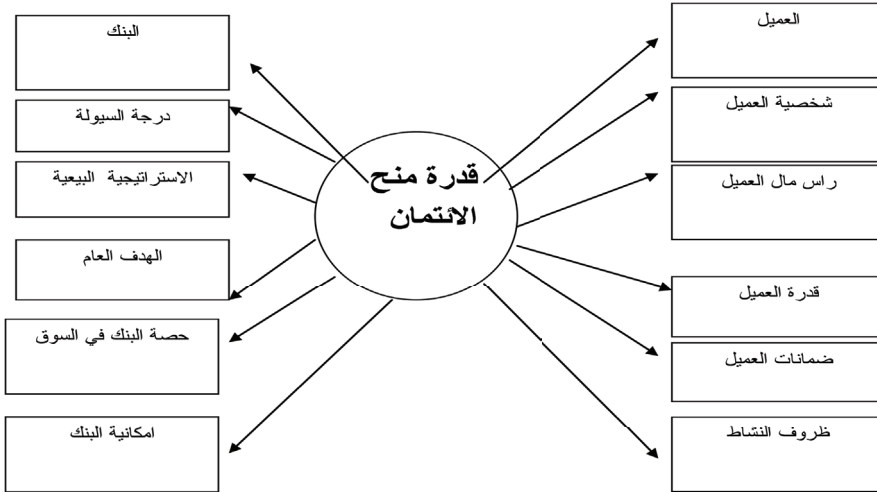 العميل
شخصية العميل
راس مال العميل
قدرة العميل
ضمانات العميل
ظروف النشاط
قدرة منح
الائتمان
البنك
درجة السيولة
الاستراتيجية البيعية
الهدف العام
حصة البنك في السوق
امكانية البنك